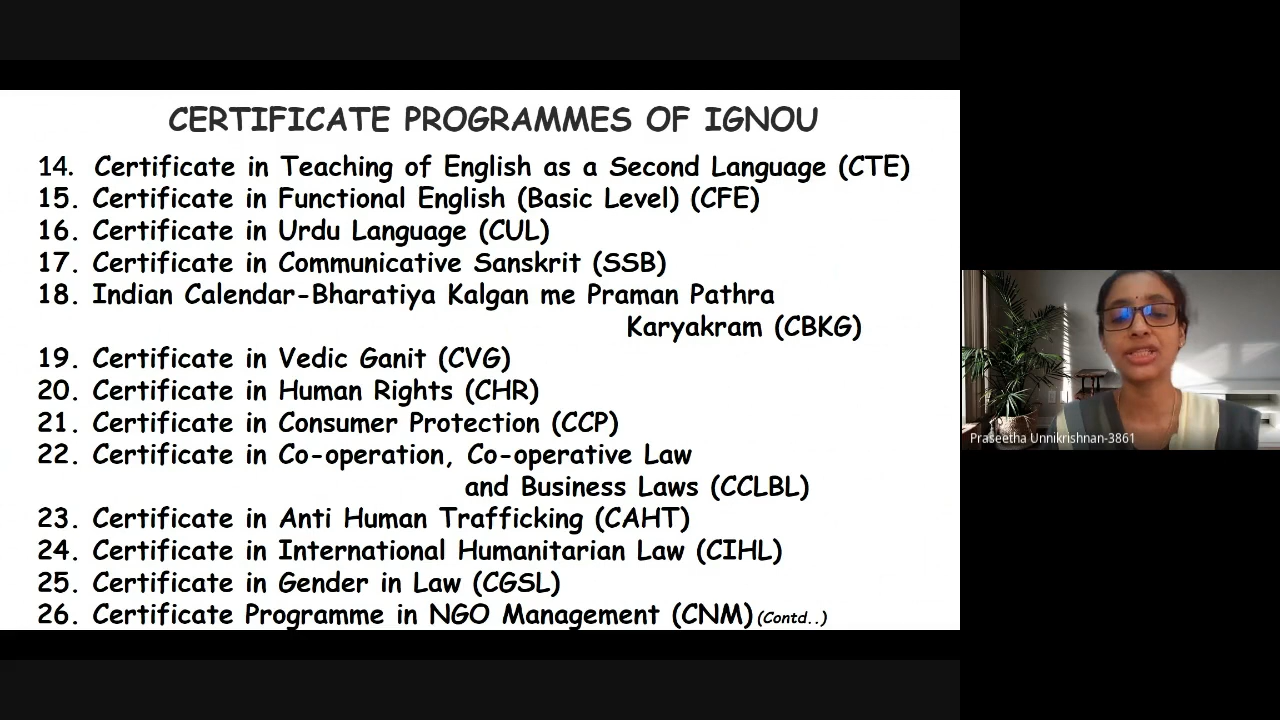 CERTIFICATE PROGRAMMES OF IGNOU
14. Certificate in Teaching of English as a Second Language (CTE)
15. Certificate in Functional English (Basic Level) (CFE)
16. Certificate in Urdu Language (CUL)
17. Certificate in Communicative Sanskrit (SSB)
18. Indian Calendar-Bharatiya Kalgan me Praman Pathra
Karyakram (CBKG)
19. Certificate in Vedic Ganit (CVG)
20. Certificate in Human Rights (CHR)
21. Certificate in Consumer Protection (CCP)
22. Certificate in Co-operation, Co-operative Law
and Business Laws (CCLBL)
23. Certificate in Anti Human Trafficking (CAHT)
24. Certificate in International Humanitarian Law (CIHL)
25. Certificate in Gender in Law (CGSL)
26. Certificate Programme in NGO Management (CNM)(Contd..)
Praseetha Unnikrishnan-3861